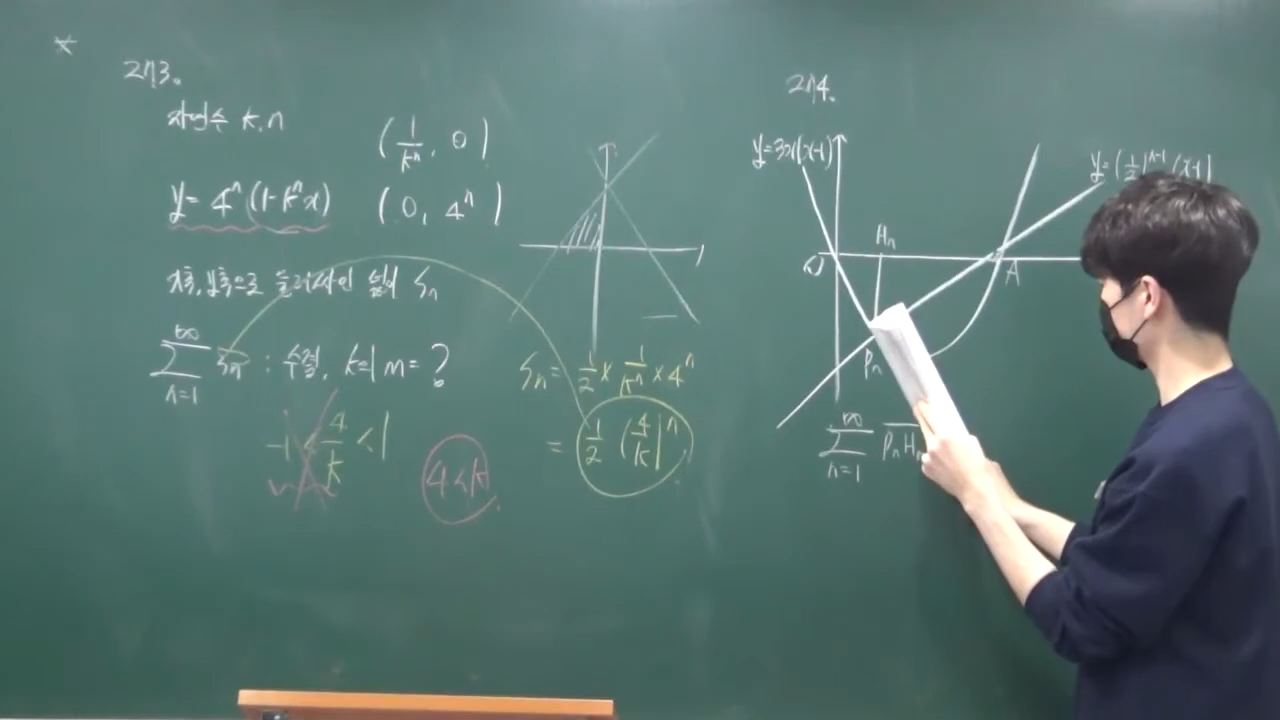 273.
자연수 k, n
y = 4ⁿ(1-kⁿx)
(1/kⁿ, 0)
(0, 4ⁿ)
x축, y축으로 둘러싸인 넓이 Sₙ
∞
∑ Sₙ : 수렴, k의 m = ?
n=1
-1 < 4/k < 1
4<k
Sₙ = 1/2 × 1/kⁿ × 4ⁿ
= 1/2 (4/k)ⁿ
274.
y=3x(x-1)
y=(1/2)ⁿ⁻¹(x-1)
O
Hₙ
A
Pₙ
∞
∑ PₙHₙ
n=1